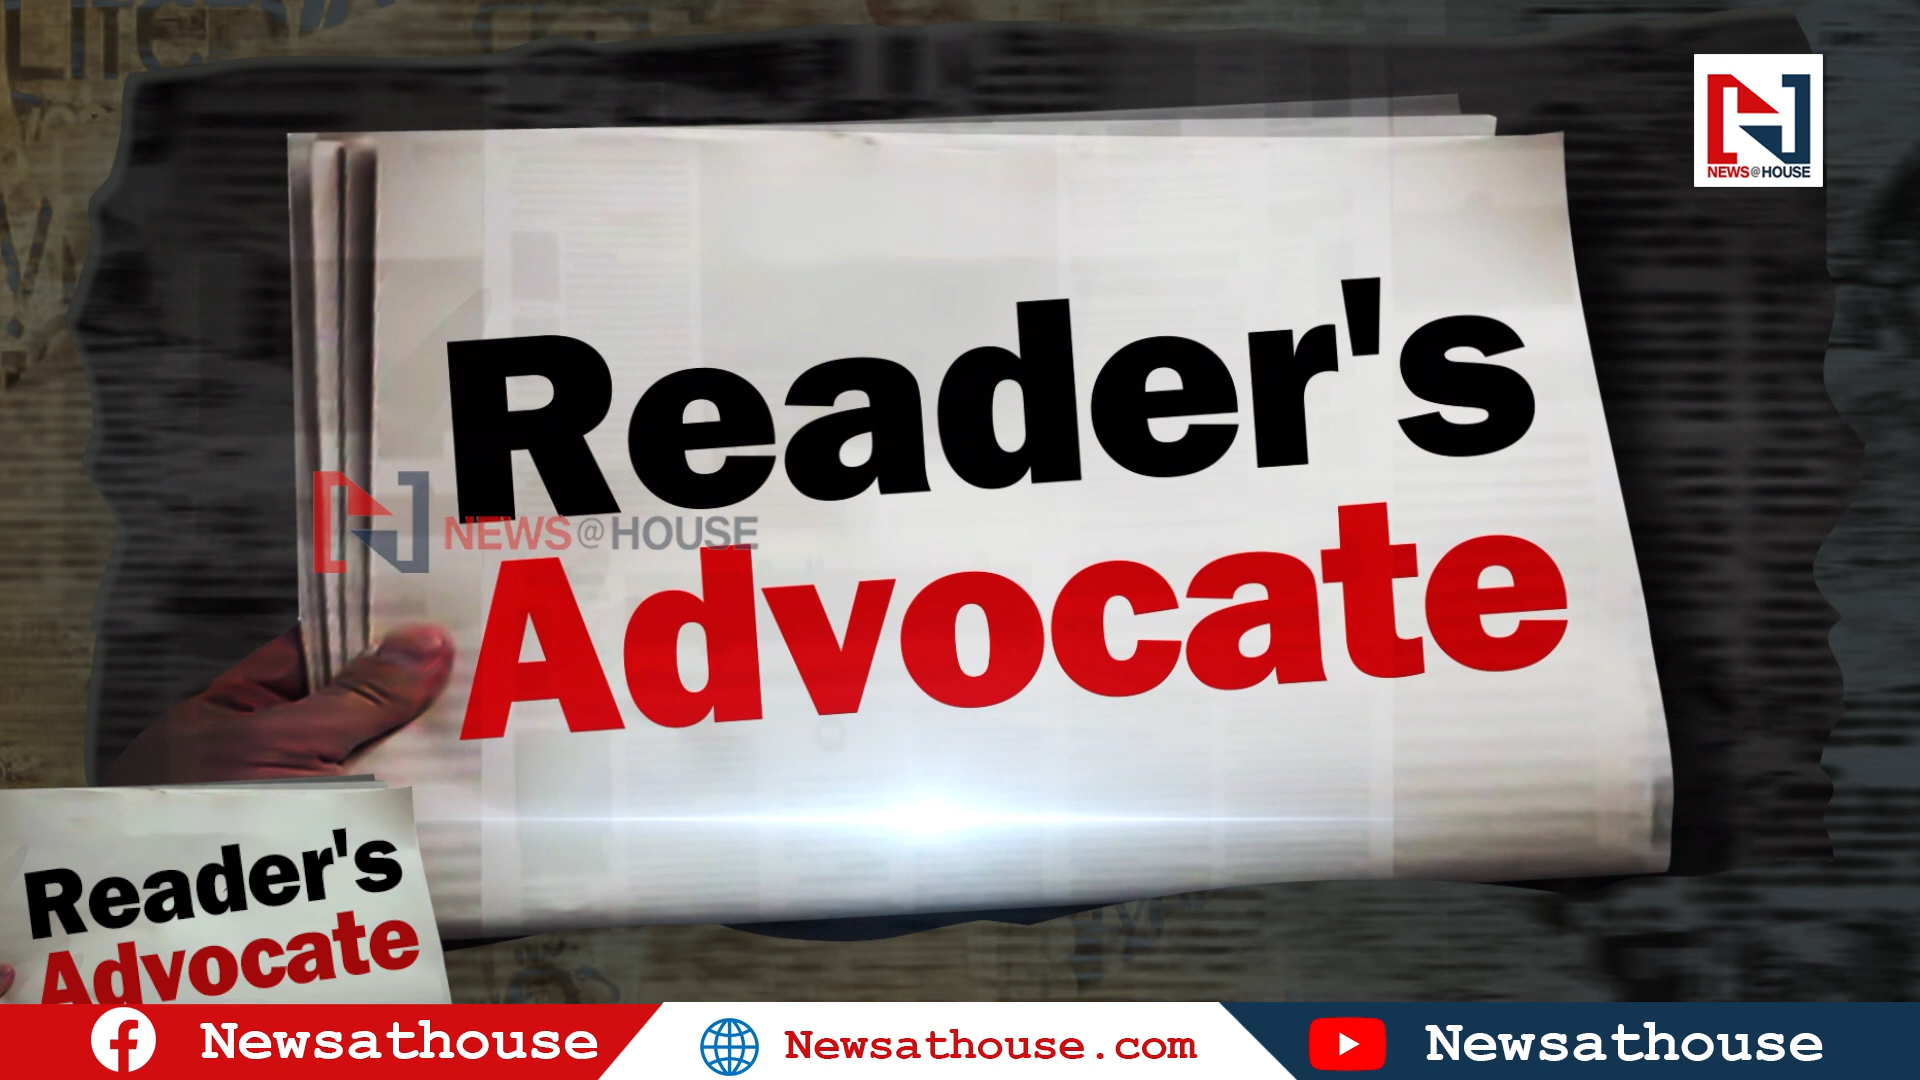 NEWS@HOUSE
Reader's
NEWS@HOUSE
Advocate
Reader's
Advocate
Newsathouse
Newsathouse.com
Newsathouse